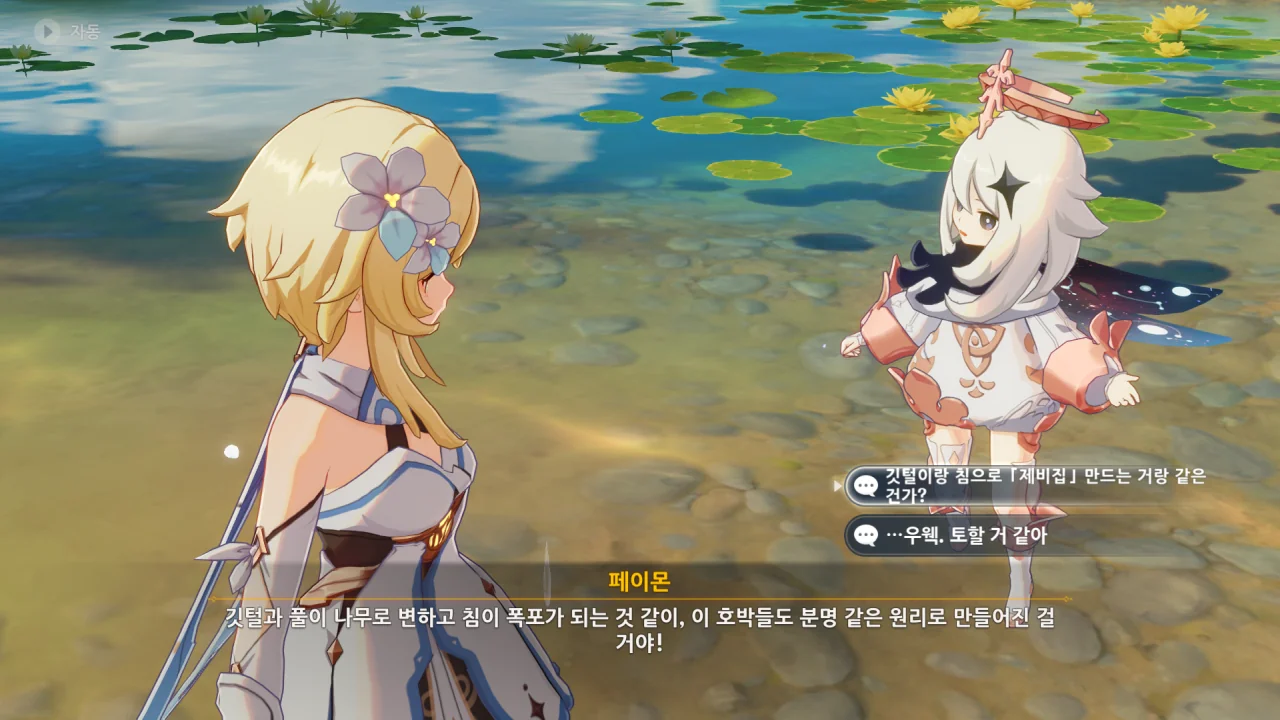 자동
깃털이랑 침으로 「제비집」 만드는 거랑 같은
건가?
…우웩. 토할 거 같아
페이몬
깃털과 풀이 나무로 변하고 침이 폭포가 되는 것 같이, 이 호박들도 분명 같은 원리로 만들어진 걸
거야!